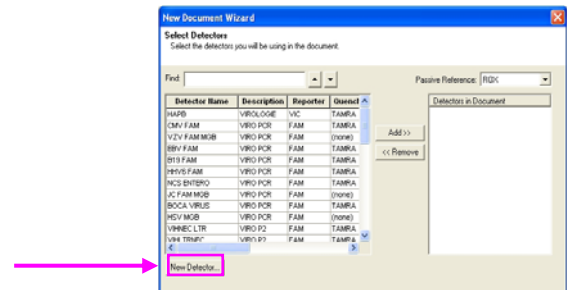 New Document Wizard
Select Detectors
Select the detectors you will be using in the document.
Find:
Passive Reference: ROX
Detector Name Description Reporter Quencl
HAPB VIROLOGIE VIC TAMRA
CMV FAM VIRO PCR FAM TAMRA
VZV FAM MGB VIRO PCR FAM (none)
EBV FAM VIRO PCR FAM TAMRA
B19 FAM VIRO PCR FAM TAMRA
HHV6 FAM VIRO PCR FAM TAMRA
NCS ENTERO VIRO PCR FAM TAMRA
JC FAM MGB VIRO PCR FAM (none)
BOCA VIRUS VIRO PCR FAM TAMRA
HSV MGB VIRO PCR FAM (none)
VIHNEC LTR VIRO P2 FAM TAMRA
VIRO P2 FAM TAMRA
Detectors in Document
Add >>
<< Remove
New Detector...